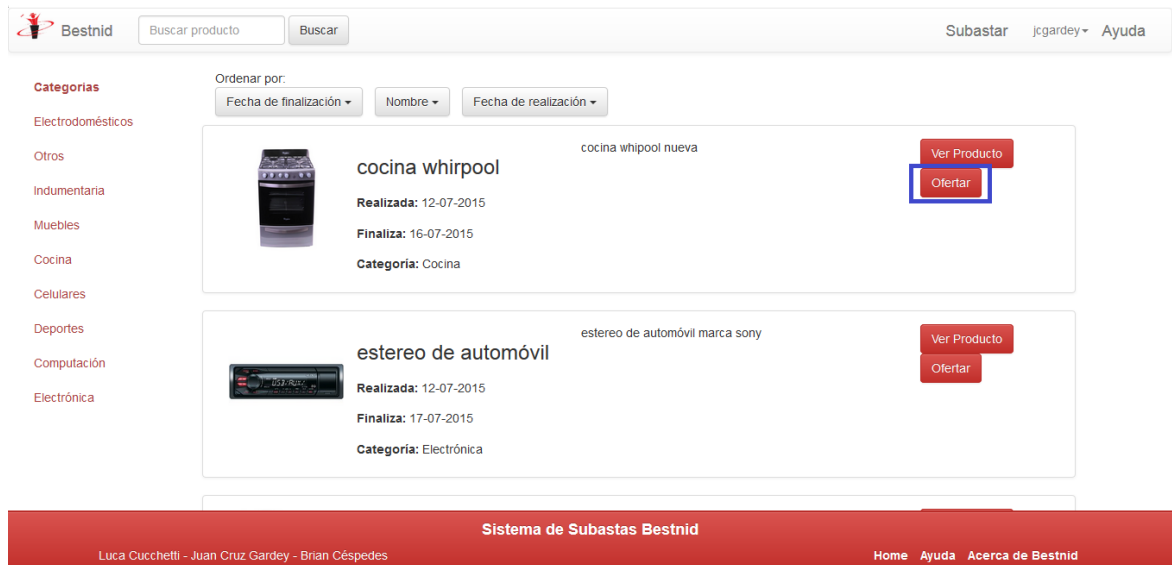 Bestnid
Buscar producto
Buscar
Subastar
jcgardey
Ayuda
Categorias
Electrodomésticos
Otros
Indumentaria
Muebles
Cocina
Celulares
Deportes
Computación
Electrónica
Ordenar por:
Fecha de finalización
Nombre
Fecha de realización
cocina whirpool
Realizada: 12-07-2015
Finaliza: 16-07-2015
Categoría: Cocina
cocina whipool nueva
Ver Producto
Ofertar
estereo de automóvil
Realizada: 12-07-2015
Finaliza: 17-07-2015
Categoría: Electrónica
estereo de automóvil marca sony
Ver Producto
Ofertar
Sistema de Subastas Bestnid
Luca Cucchetti - Juan Cruz Gardey - Brian Céspedes
Home Ayuda Acerca de Bestnid